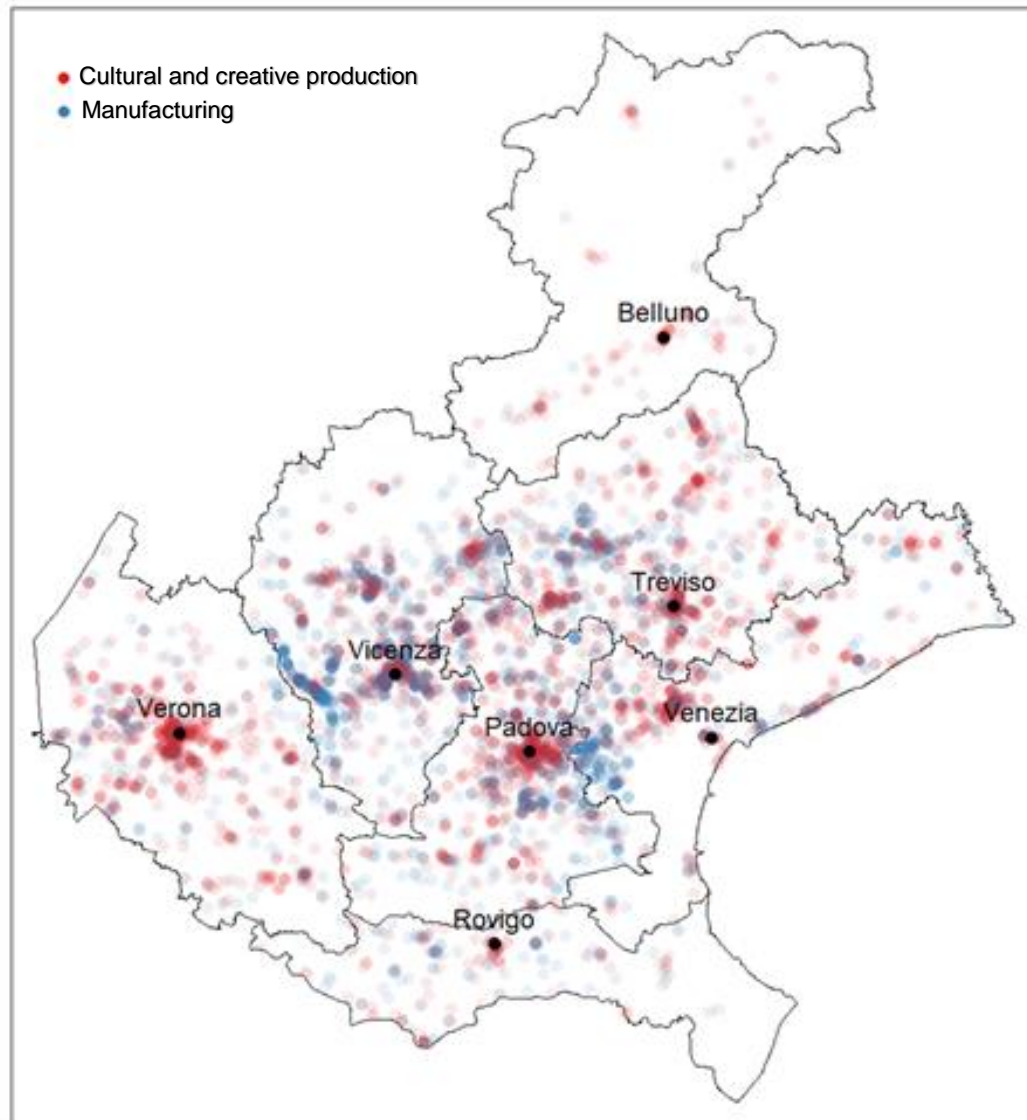 Cultural and creative production
Manufacturing
Belluno
Treviso
Vicenza
Verona
Padova
Venezia
Rovigo